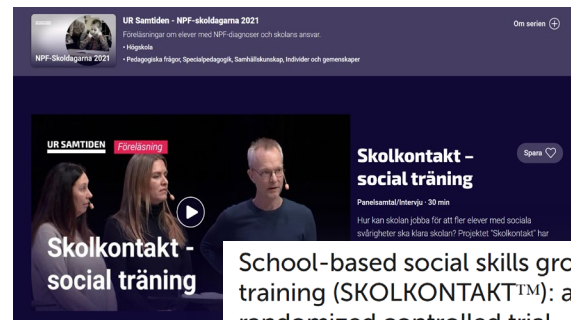 UR Samtiden - NPF-skoldagarna 2021
Föreläsningar om elever med NPF-diagnoser och skolans ansvar.
• Högskola
• Pedagogiska frågor, Specialpedagogik, Samhällskunskap, Individer och gemenskaper
NPF-Skoldagarna 2021
Om serien
UR SAMTIDEN Föreläsning
Skolkontakt -
social träning
Skolkontakt –
social träning
Spara
Panelsamtal/Intervju · 30 min
Hur kan skolan jobba för att fler elever med sociala
svårigheter ska klara skolan? Projektet "Skolkontakt" har
School-based social skills gro
training (SKOLKONTAKT™): a